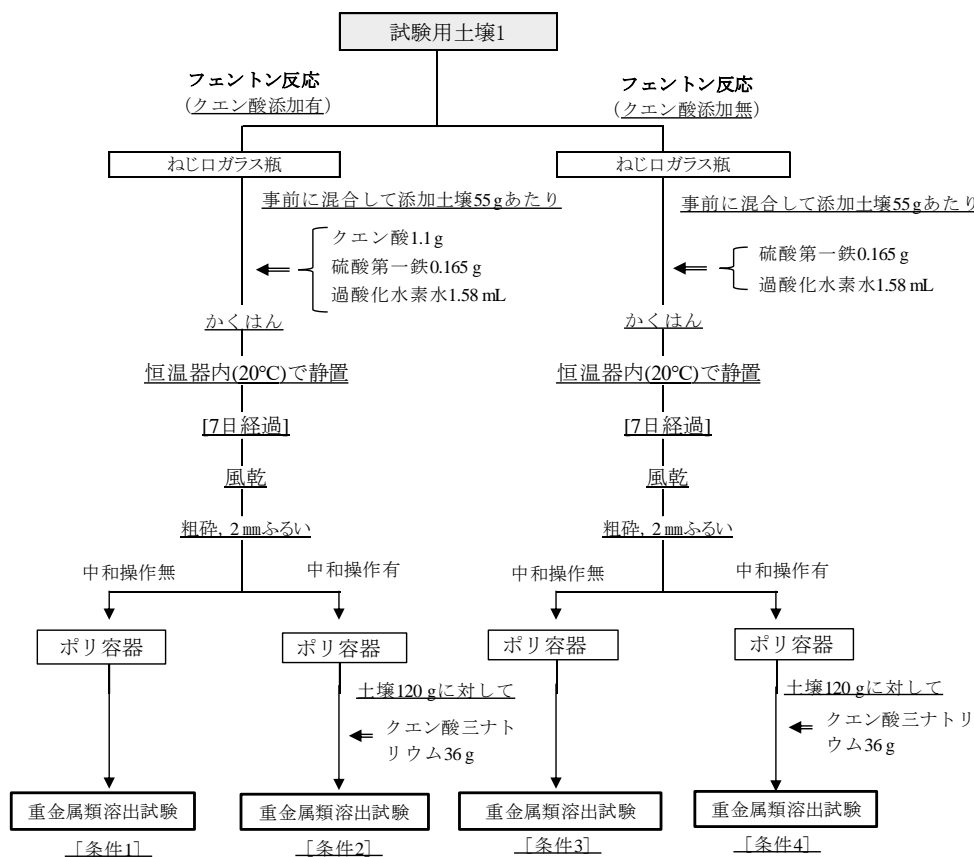 試験用土壌1
フェントン反応
（クエン酸添加有）
フェントン反応
（クエン酸添加無）
ねじ口ガラス瓶
ねじ口ガラス瓶
事前に混合して添加土壌55gあたり
クエン酸1.1 g
硫酸第一鉄0.165 g
過酸化水素水1.58 mL
事前に混合して添加土壌55gあたり
硫酸第一鉄0.165 g
過酸化水素水1.58 mL
かくはん
かくはん
恒温器内(20°C)で静置
恒温器内(20°C)で静置
[7日経過]
[7日経過]
風乾
風乾
粗砕, 2㎜ふるい
粗砕, 2㎜ふるい
中和操作無
中和操作有
中和操作無
中和操作有
ポリ容器
ポリ容器
ポリ容器
ポリ容器
土壌120 gに対して
クエン酸三ナト
リウム36 g
土壌120 gに対して
クエン酸三ナトリ
ウム36 g
重金属類溶出試験
重金属類溶出試験
重金属類溶出試験
重金属類溶出試験
［条件1］
［条件2］
［条件3］
［条件4］